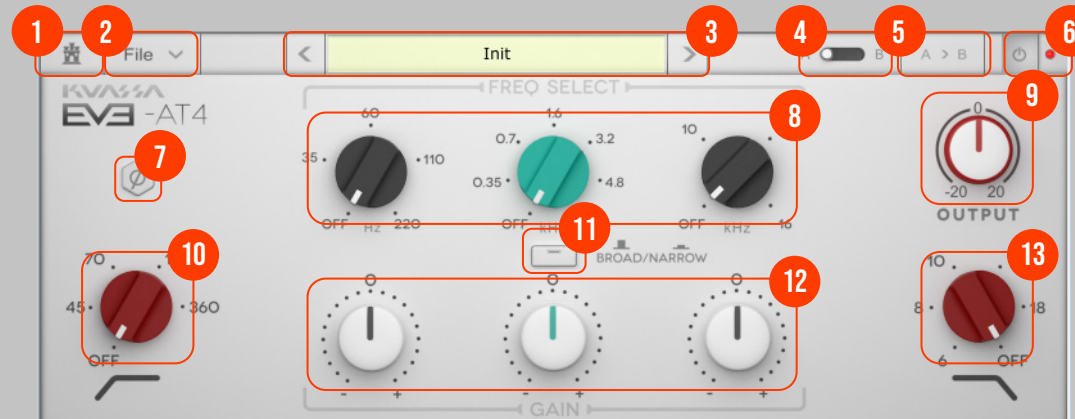 1 2 3 4 5 6
File
< Init >
B
A > B
KVASSA
EVE -AT4
FREQ SELECT
7
8
9
35 60 110 OFF Hz 220
0.35 0.7 1.6 3.2 4.8 OFF kHz
10 OFF kHz 16
0
-20 20
OUTPUT
10
11
BROAD/NARROW
12
13
45 70 360 OFF
0 0 0
- + - + - +
GAIN
6 8 10 18 OFF